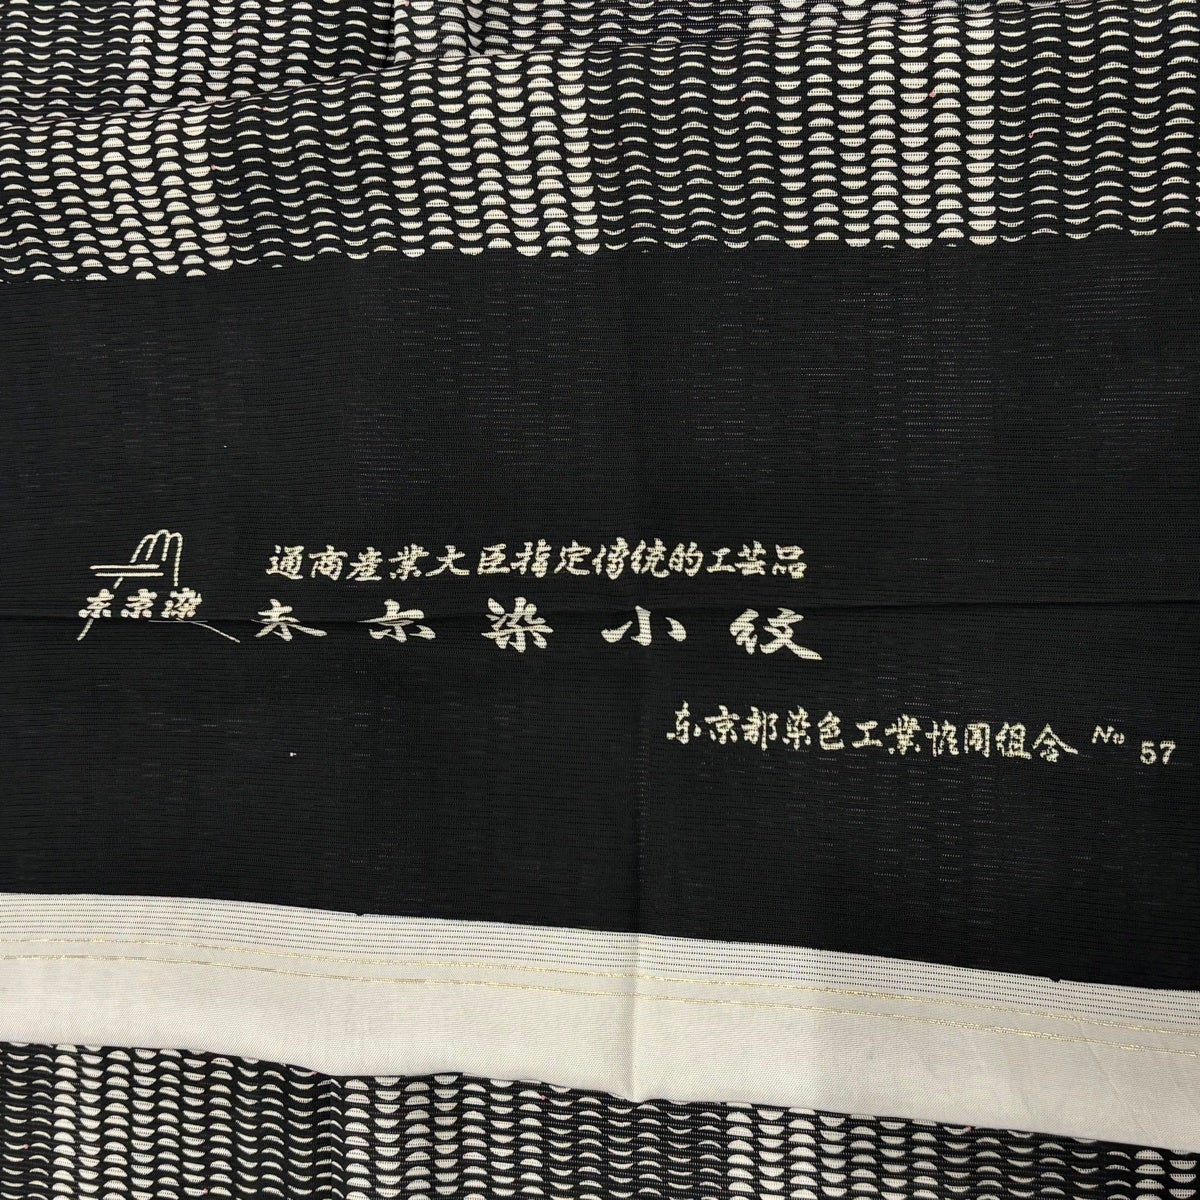 通商産業大臣指定傳統的工芸品
東京染
東京染小紋
東京都染色工業協同組合 No 57